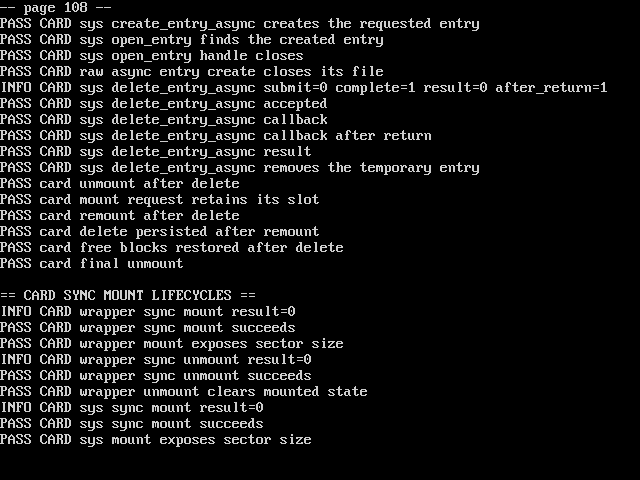 -- page 108 --
PASS CARD sys create_entry_async creates the requested entry
PASS CARD sys open_entry finds the created entry
PASS CARD sys open_entry handle closes
PASS CARD raw async entry create closes its file
INFO CARD sys delete_entry_async submit=0 complete=1 result=0 after_return=1
PASS CARD sys delete_entry_async accepted
PASS CARD sys delete_entry_async callback
PASS CARD sys delete_entry_async callback after return
PASS CARD sys delete_entry_async result
PASS CARD sys delete_entry_async removes the temporary entry
PASS card unmount after delete
PASS card mount request retains its slot
PASS card remount after delete
PASS card delete persisted after remount
PASS card free blocks restored after delete
PASS card final unmount
== CARD SYNC MOUNT LIFECYCLES ==
INFO CARD wrapper sync mount result=0
PASS CARD wrapper sync mount succeeds
PASS CARD wrapper mount exposes sector size
INFO CARD wrapper sync unmount result=0
PASS CARD wrapper sync unmount succeeds
PASS CARD wrapper unmount clears mounted state
INFO CARD sys sync mount result=0
PASS CARD sys sync mount succeeds
PASS CARD sys mount exposes sector size